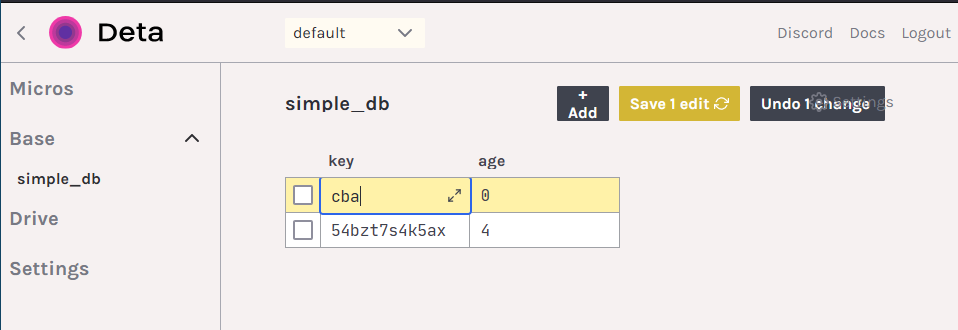 Deta
default
Discord Docs Logout
Micros
Base
simple_db
Drive
Settings
simple_db
+ Add
Save 1 edit
Undo 1 change
Settings
key age
cba 0
54bzt7s4k5ax 4